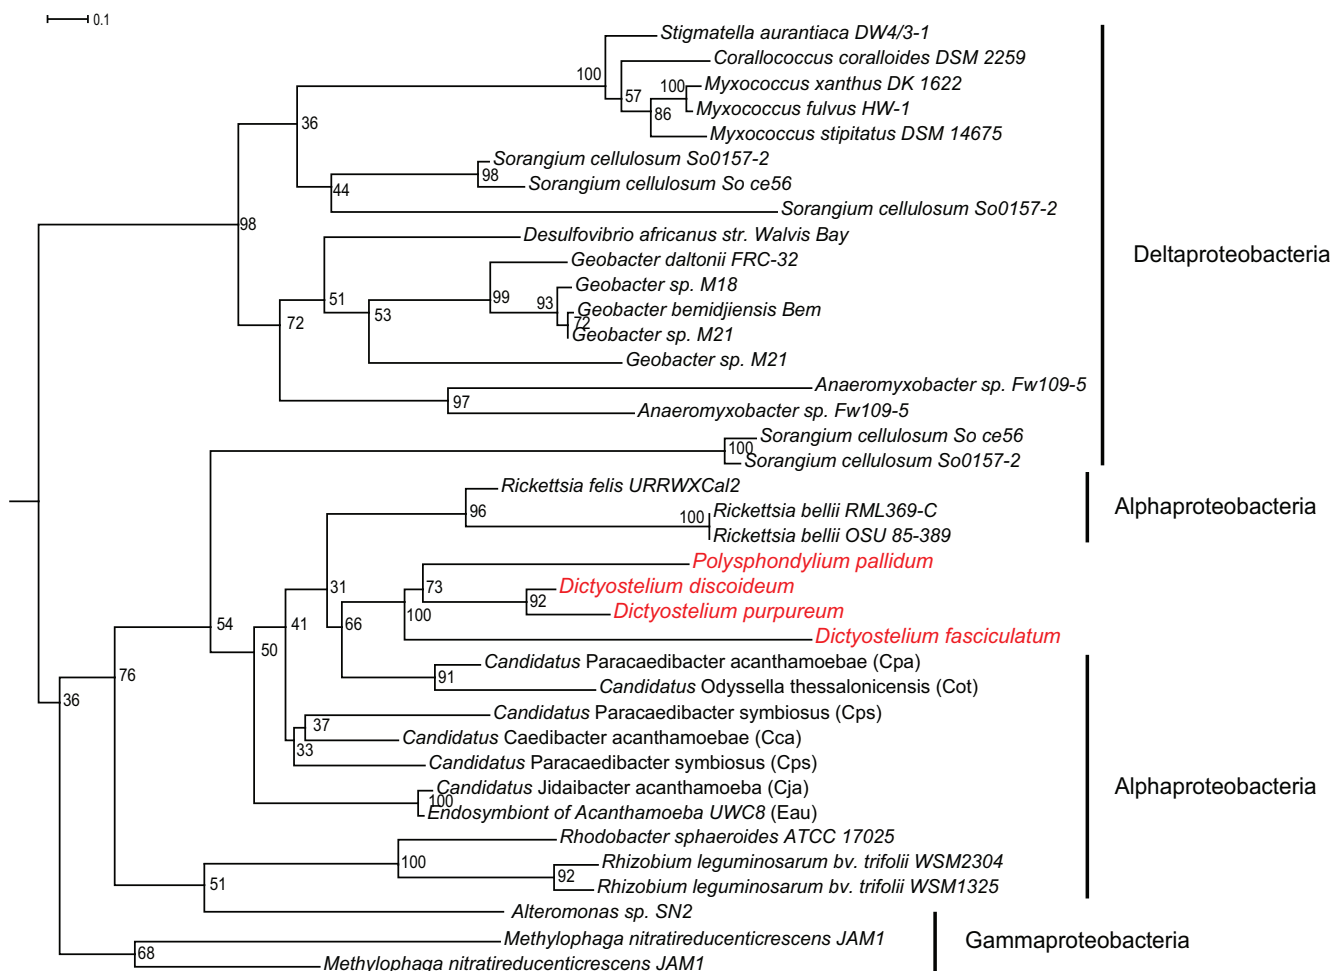 0.1
Stigmatella aurantiaca DW4/3-1
Corallococcus coralloides DSM 2259
100
100
Myxococcus xanthus DK 1622
57
Myxococcus fulvus HW-1
86
36
Myxococcus stipitatus DSM 14675
Sorangium cellulosum So0157-2
98
Sorangium cellulosum So ce56
44
Sorangium cellulosum So0157-2
98
Desulfovibrio africanus str. Walvis Bay
Deltaproteobacteria
Geobacter daltonii FRC-32
Geobacter sp. M18
51
99
93
Geobacter bemidjiensis Bem
72
53
72
Geobacter sp. M21
Geobacter sp. M21
Anaeromyxobacter sp. Fw109-5
97
Anaeromyxobacter sp. Fw109-5
Sorangium cellulosum So ce56
100
Sorangium cellulosum So0157-2
Rickettsia felis URRWXCal2
96
100
Rickettsia bellii RML369-C
Alphaproteobacteria
Rickettsia bellii OSU 85-389
Polysphondylium pallidum
31
73
Dictyostelium discoideum
92
100
Dictyostelium purpureum
54
41
66
Dictyostelium fasciculatum
50
Candidatus Paracaedibacter acanthamoebae (Cpa)
76
91
Candidatus Odyssella thessalonicensis (Cot)
36
Candidatus Paracaedibacter symbiosus (Cps)
37
Candidatus Caedibacter acanthamoebae (Cca)
33
Candidatus Paracaedibacter symbiosus (Cps)
Candidatus Jidaibacter acanthamoeba (Cja)
Alphaproteobacteria
100
Endosymbiont of Acanthamoeba UWC8 (Eau)
Rhodobacter sphaeroides ATCC 17025
100
Rhizobium leguminosarum bv. trifolii WSM2304
92
51
Rhizobium leguminosarum bv. trifolii WSM1325
Alteromonas sp. SN2
Methylophaga nitratireducenticrescens JAM1
Gammaproteobacteria
68
Methylophaga nitratireducenticrescens JAM1